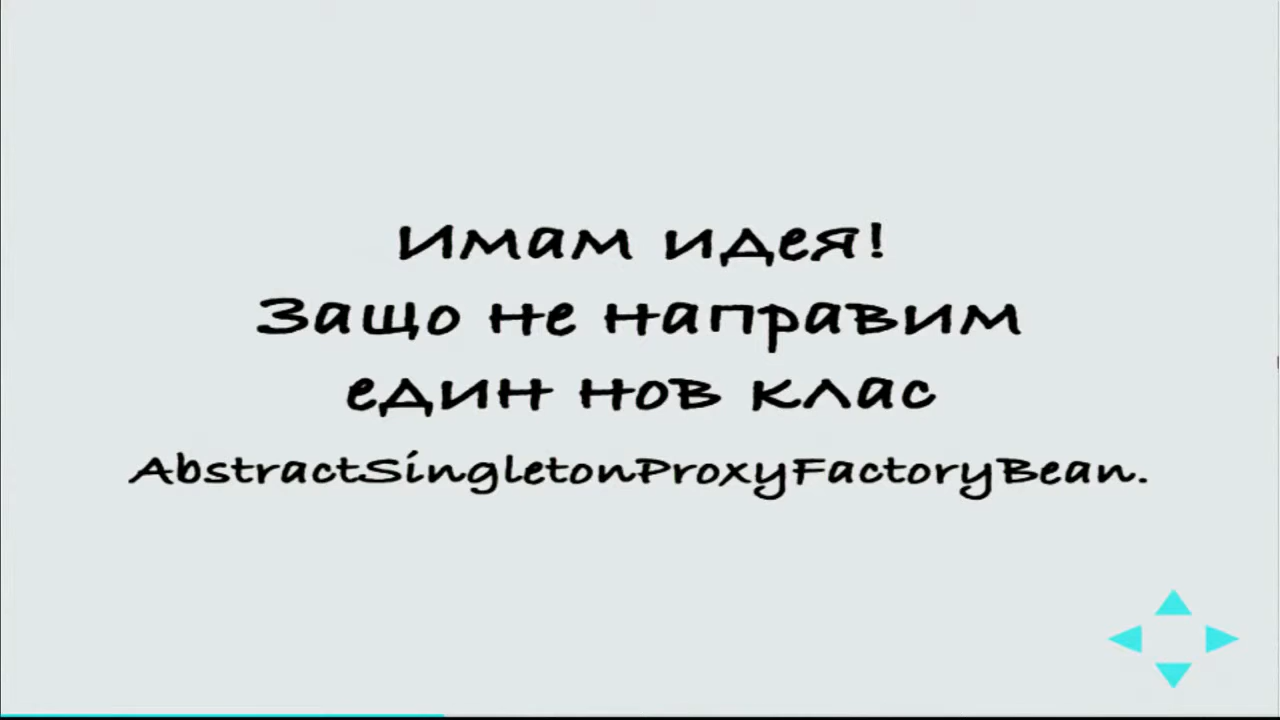 Имам идея!
Защо не направим
един нов клас
AbstractSingletonProxyFactoryBean.